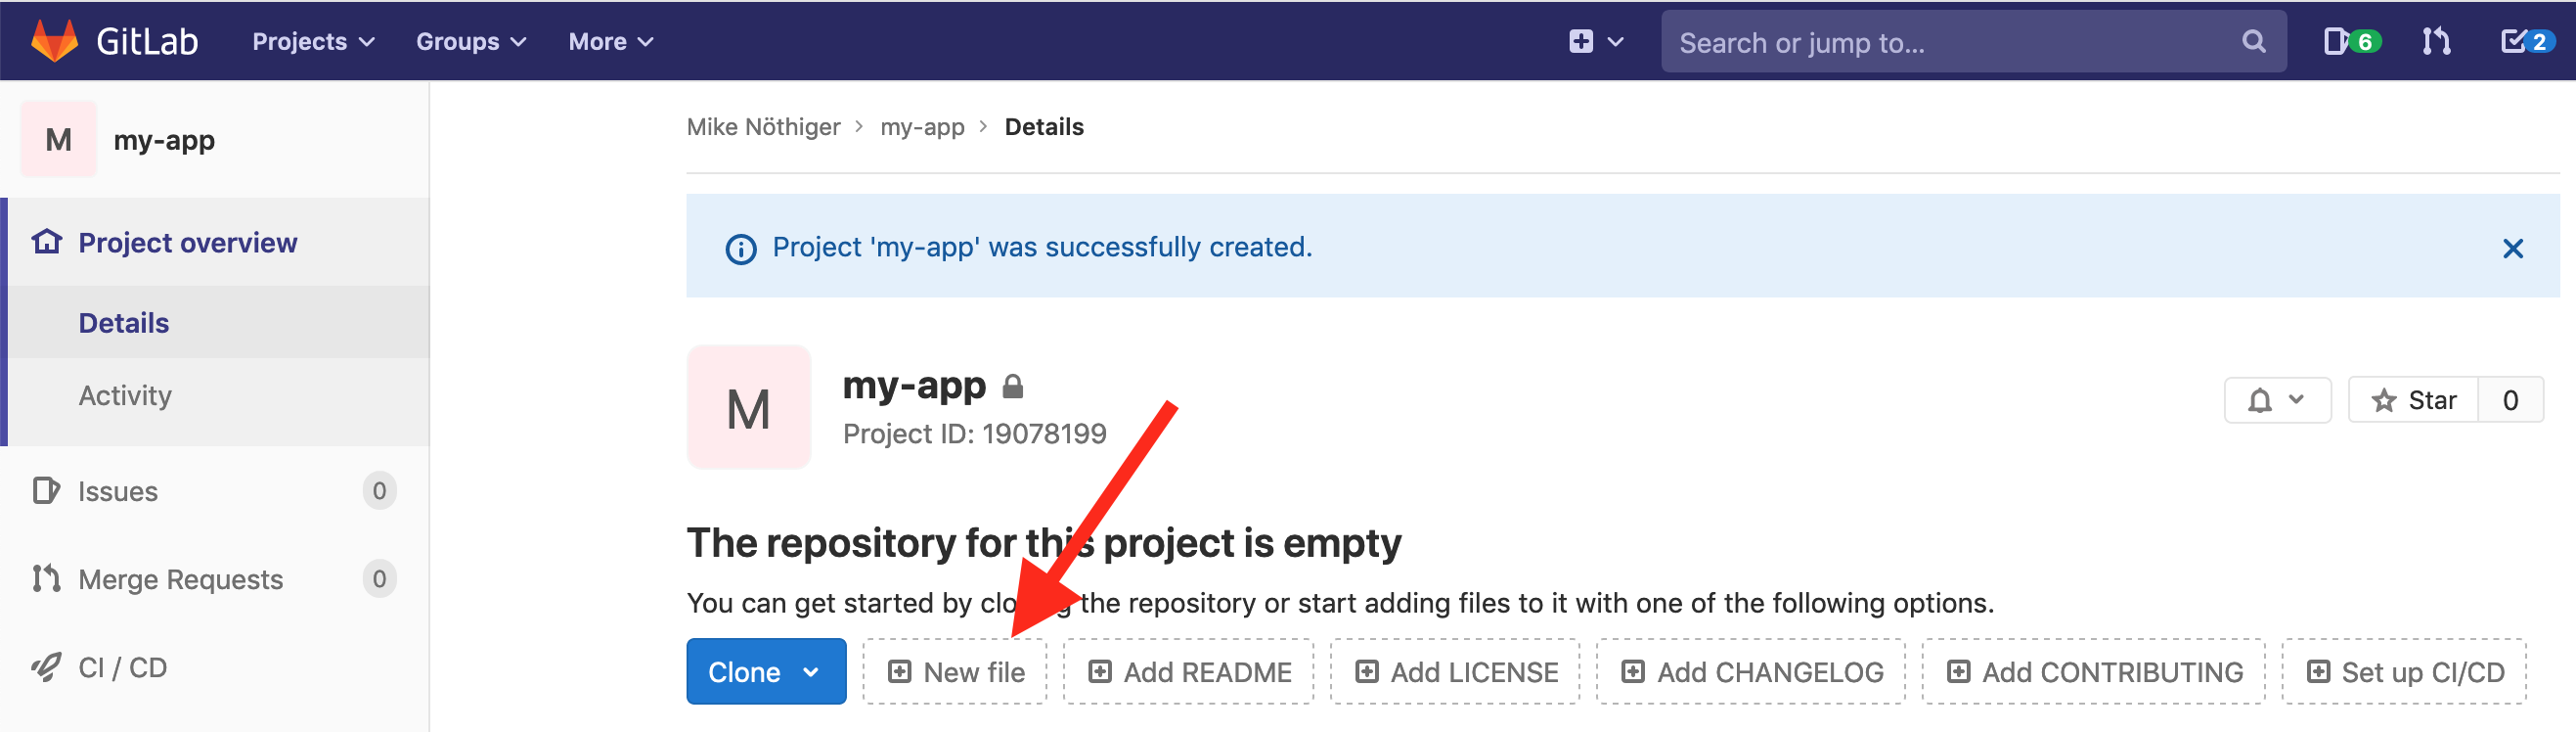 GitLab Projects Groups More Search or jump to... 6 2
M my-app
Project overview
Details
Activity
Issues 0
Merge Requests 0
CI / CD
Mike Nöthiger > my-app > Details
Project 'my-app' was successfully created.
M
my-app
Project ID: 19078199
Star 0
The repository for this project is empty
You can get started by cloning the repository or start adding files to it with one of the following options.
Clone New file Add README Add LICENSE Add CHANGELOG Add CONTRIBUTING Set up CI/CD